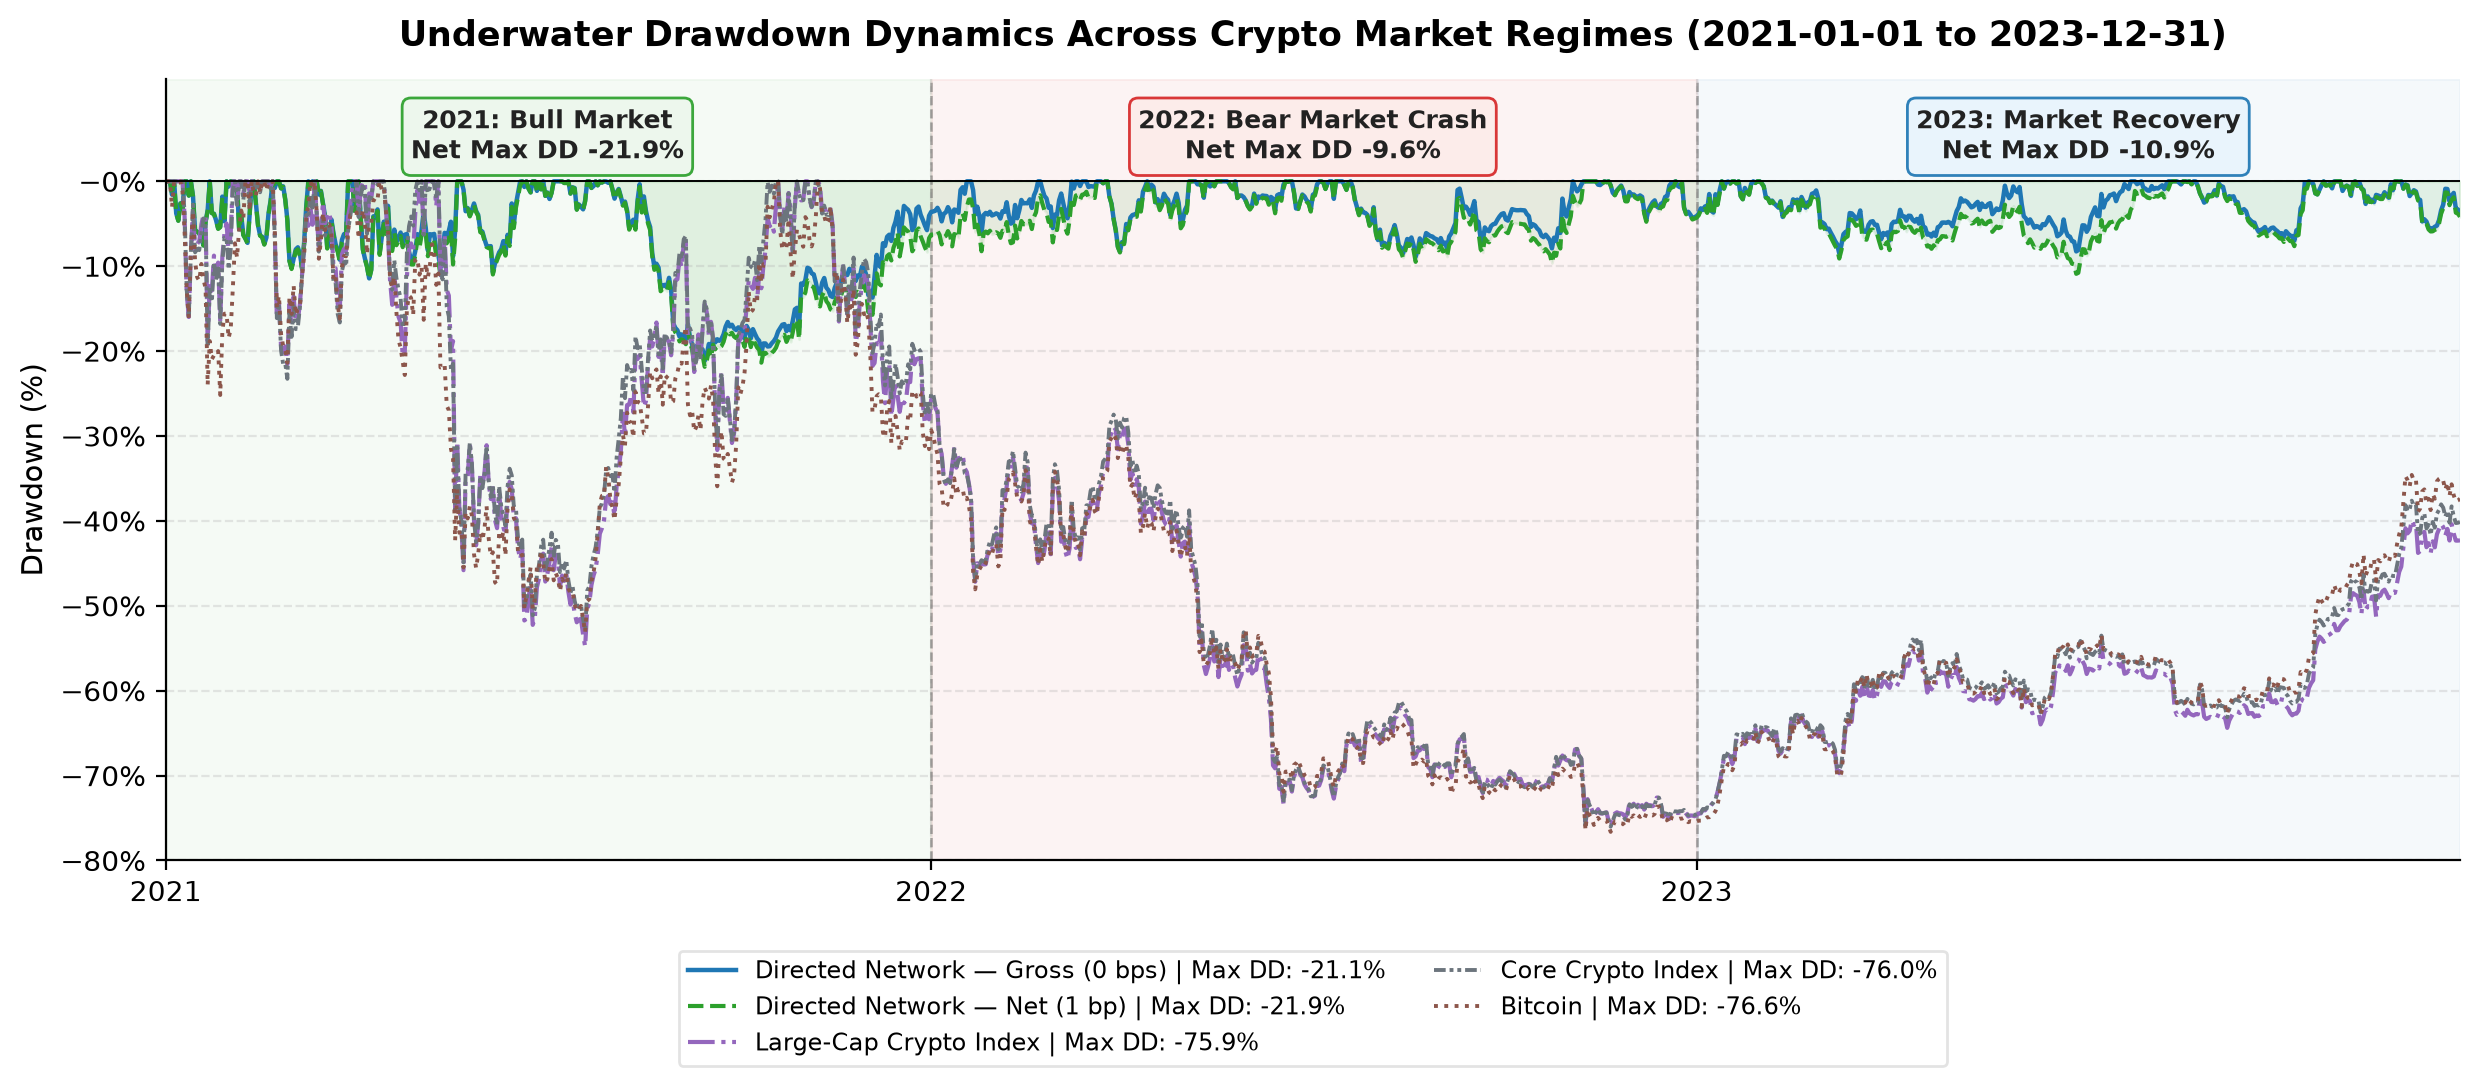 Underwater Drawdown Dynamics Across Crypto Market Regimes (2021-01-01 to 2023-12-31)
2021: Bull Market
Net Max DD -21.9%
2022: Bear Market Crash
Net Max DD -9.6%
2023: Market Recovery
Net Max DD -10.9%
Drawdown (%)
−0%
−10%
−20%
−30%
−40%
−50%
−60%
−70%
−80%
2021
2022
2023
Directed Network — Gross (0 bps) | Max DD: -21.1%
Directed Network — Net (1 bp) | Max DD: -21.9%
Large-Cap Crypto Index | Max DD: -75.9%
Core Crypto Index | Max DD: -76.0%
Bitcoin | Max DD: -76.6%